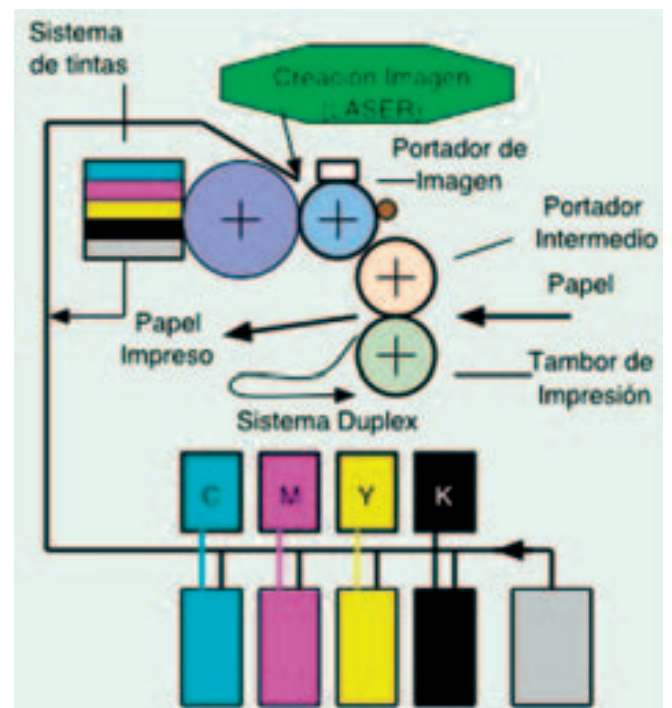 Sistema
de tintas
Creacion Imagen
(LASER)
Portador de
Imagen
Portador
Intermedio
Papel
Papel
Impreso
Tambor de
Impresión
Sistema Duplex
C M Y K